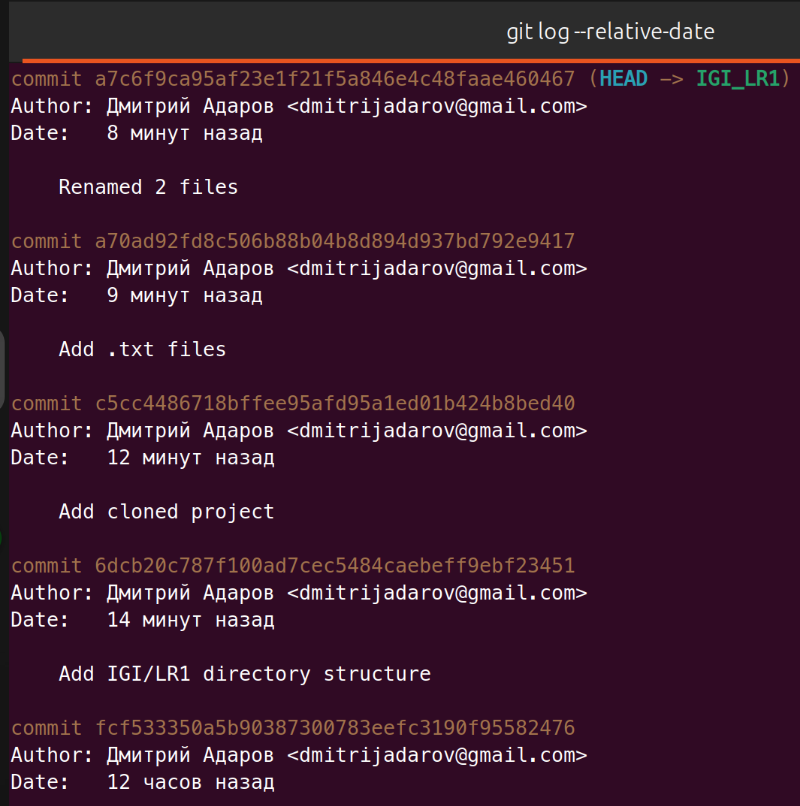 git log --relative-date
commit a7c6f9ca95af23e1f21f5a846e4c48faae460467 (HEAD -> IGI_LR1)
Author: Дмитрий Адаров <dmitrijadarov@gmail.com>
Date:   8 минут назад
Renamed 2 files
commit a70ad92fd8c506b88b04b8d894d937bd792e9417
Author: Дмитрий Адаров <dmitrijadarov@gmail.com>
Date:   9 минут назад
Add .txt files
commit c5cc4486718bffee95afd95a1ed01b424b8bed40
Author: Дмитрий Адаров <dmitrijadarov@gmail.com>
Date:   12 минут назад
Add cloned project
commit 6dcb20c787f100ad7cec5484caebeff9ebf23451
Author: Дмитрий Адаров <dmitrijadarov@gmail.com>
Date:   14 минут назад
Add IGI/LR1 directory structure
commit fcf533350a5b90387300783eefc3190f95582476
Author: Дмитрий Адаров <dmitrijadarov@gmail.com>
Date:   12 часов назад